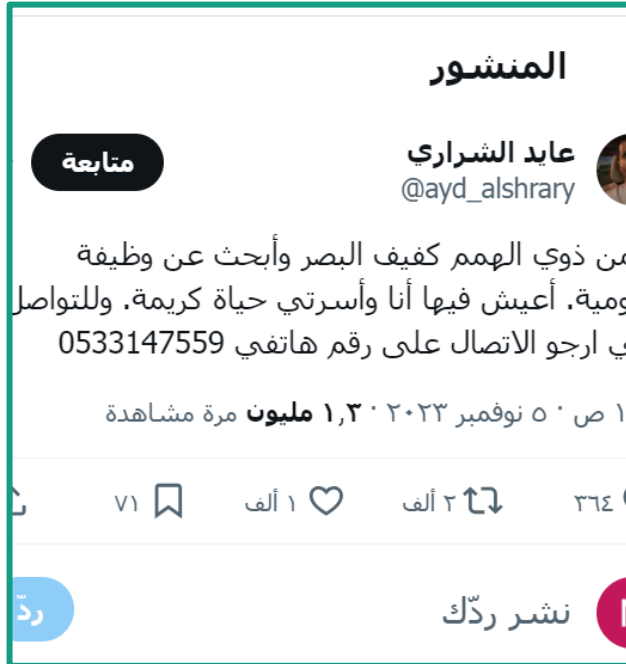 المنشور
عايد الشراري
متابعة
@ayd_alshrary
من ذوي الهمم كفيف البصر وأبحث عن وظيفة
أعيش فيها أنا وأسرتي حياة كريمة. وللتواصل
ارجو الاتصال على رقم هاتفي 0533147559
ص · ٥ نوفمبر ٢٠٢٣ · ١,٣ مليون مرة مشاهدة
٣٦٤ ٢ ألف ١ ألف ٧١
نشر ردّك
ردّ